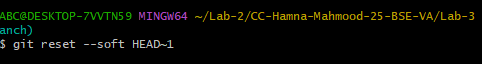 ABC@DESKTOP-7VVTN59 MINGW64 ~/Lab-2/CC-Hamna-Mahmood-25-BSE-VA/Lab-3
anch)
$ git reset --soft HEAD~1